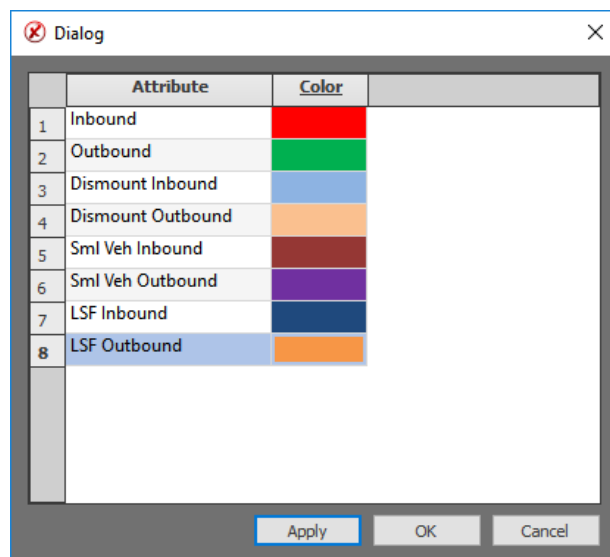 Dialog
Attribute Color
1 Inbound
2 Outbound
3 Dismount Inbound
4 Dismount Outbound
5 Sml Veh Inbound
6 Sml Veh Outbound
7 LSF Inbound
8 LSF Outbound
Apply OK Cancel